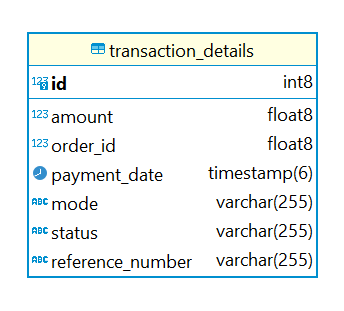 transaction_details
123 id int8
123 amount float8
123 order_id float8
payment_date timestamp(6)
ABC mode varchar(255)
ABC status varchar(255)
ABC reference_number varchar(255)